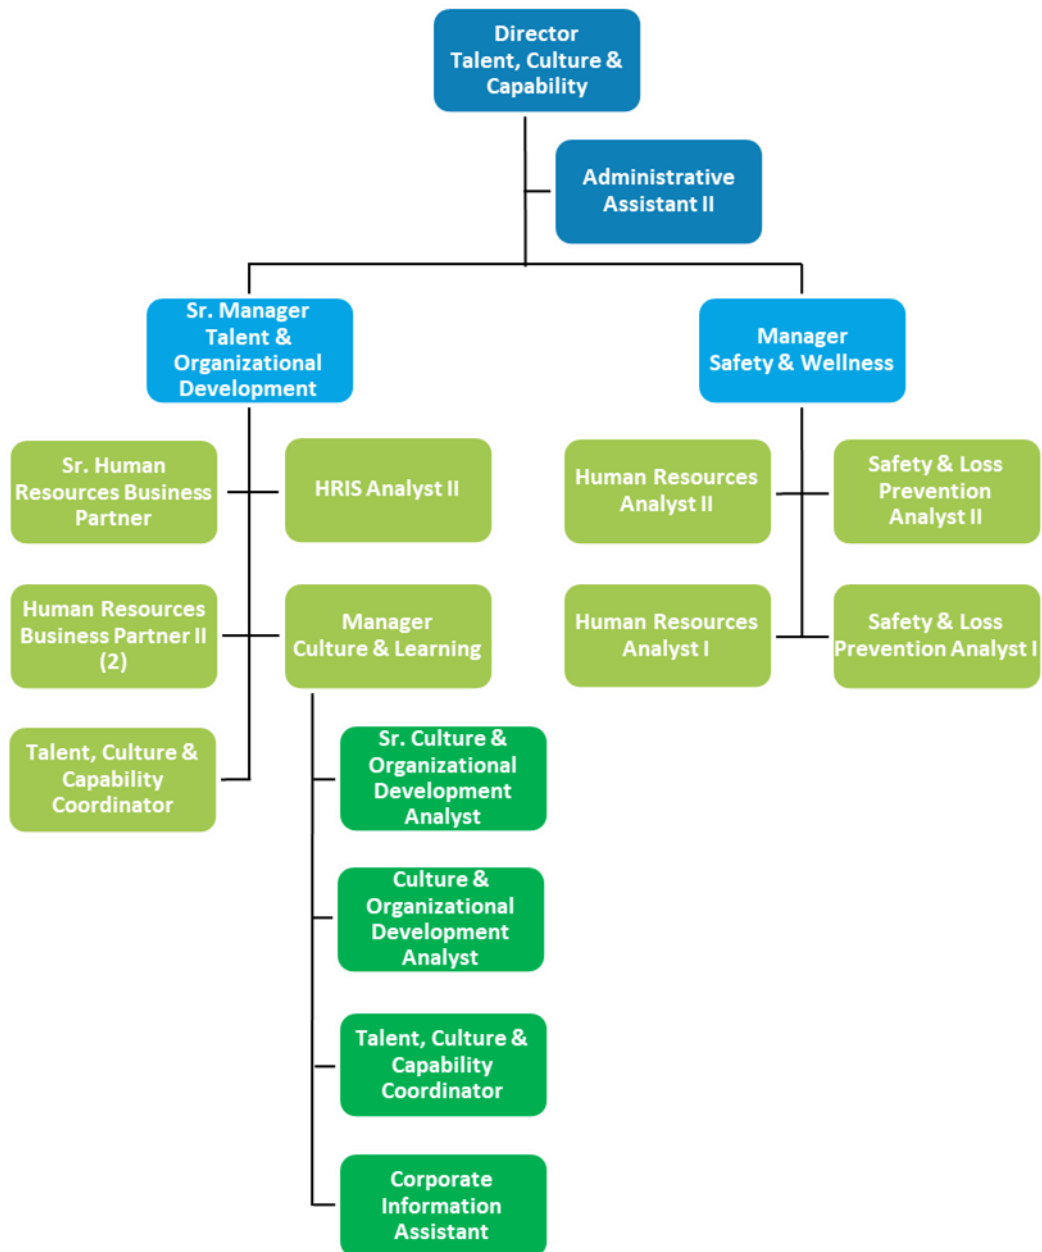 Director
Talent, Culture &
Capability
Administrative
Assistant II
Sr. Manager
Talent &
Organizational
Development
Manager
Safety & Wellness
Sr. Human
Resources Business
Partner
HRIS Analyst II
Human Resources
Analyst II
Safety & Loss
Prevention
Analyst II
Human Resources
Business Partner II
(2)
Manager
Culture & Learning
Human Resources
Analyst I
Safety & Loss
Prevention Analyst I
Talent, Culture &
Capability
Coordinator
Sr. Culture &
Organizational
Development
Analyst
Culture &
Organizational
Development
Analyst
Talent, Culture &
Capability
Coordinator
Corporate
Information
Assistant